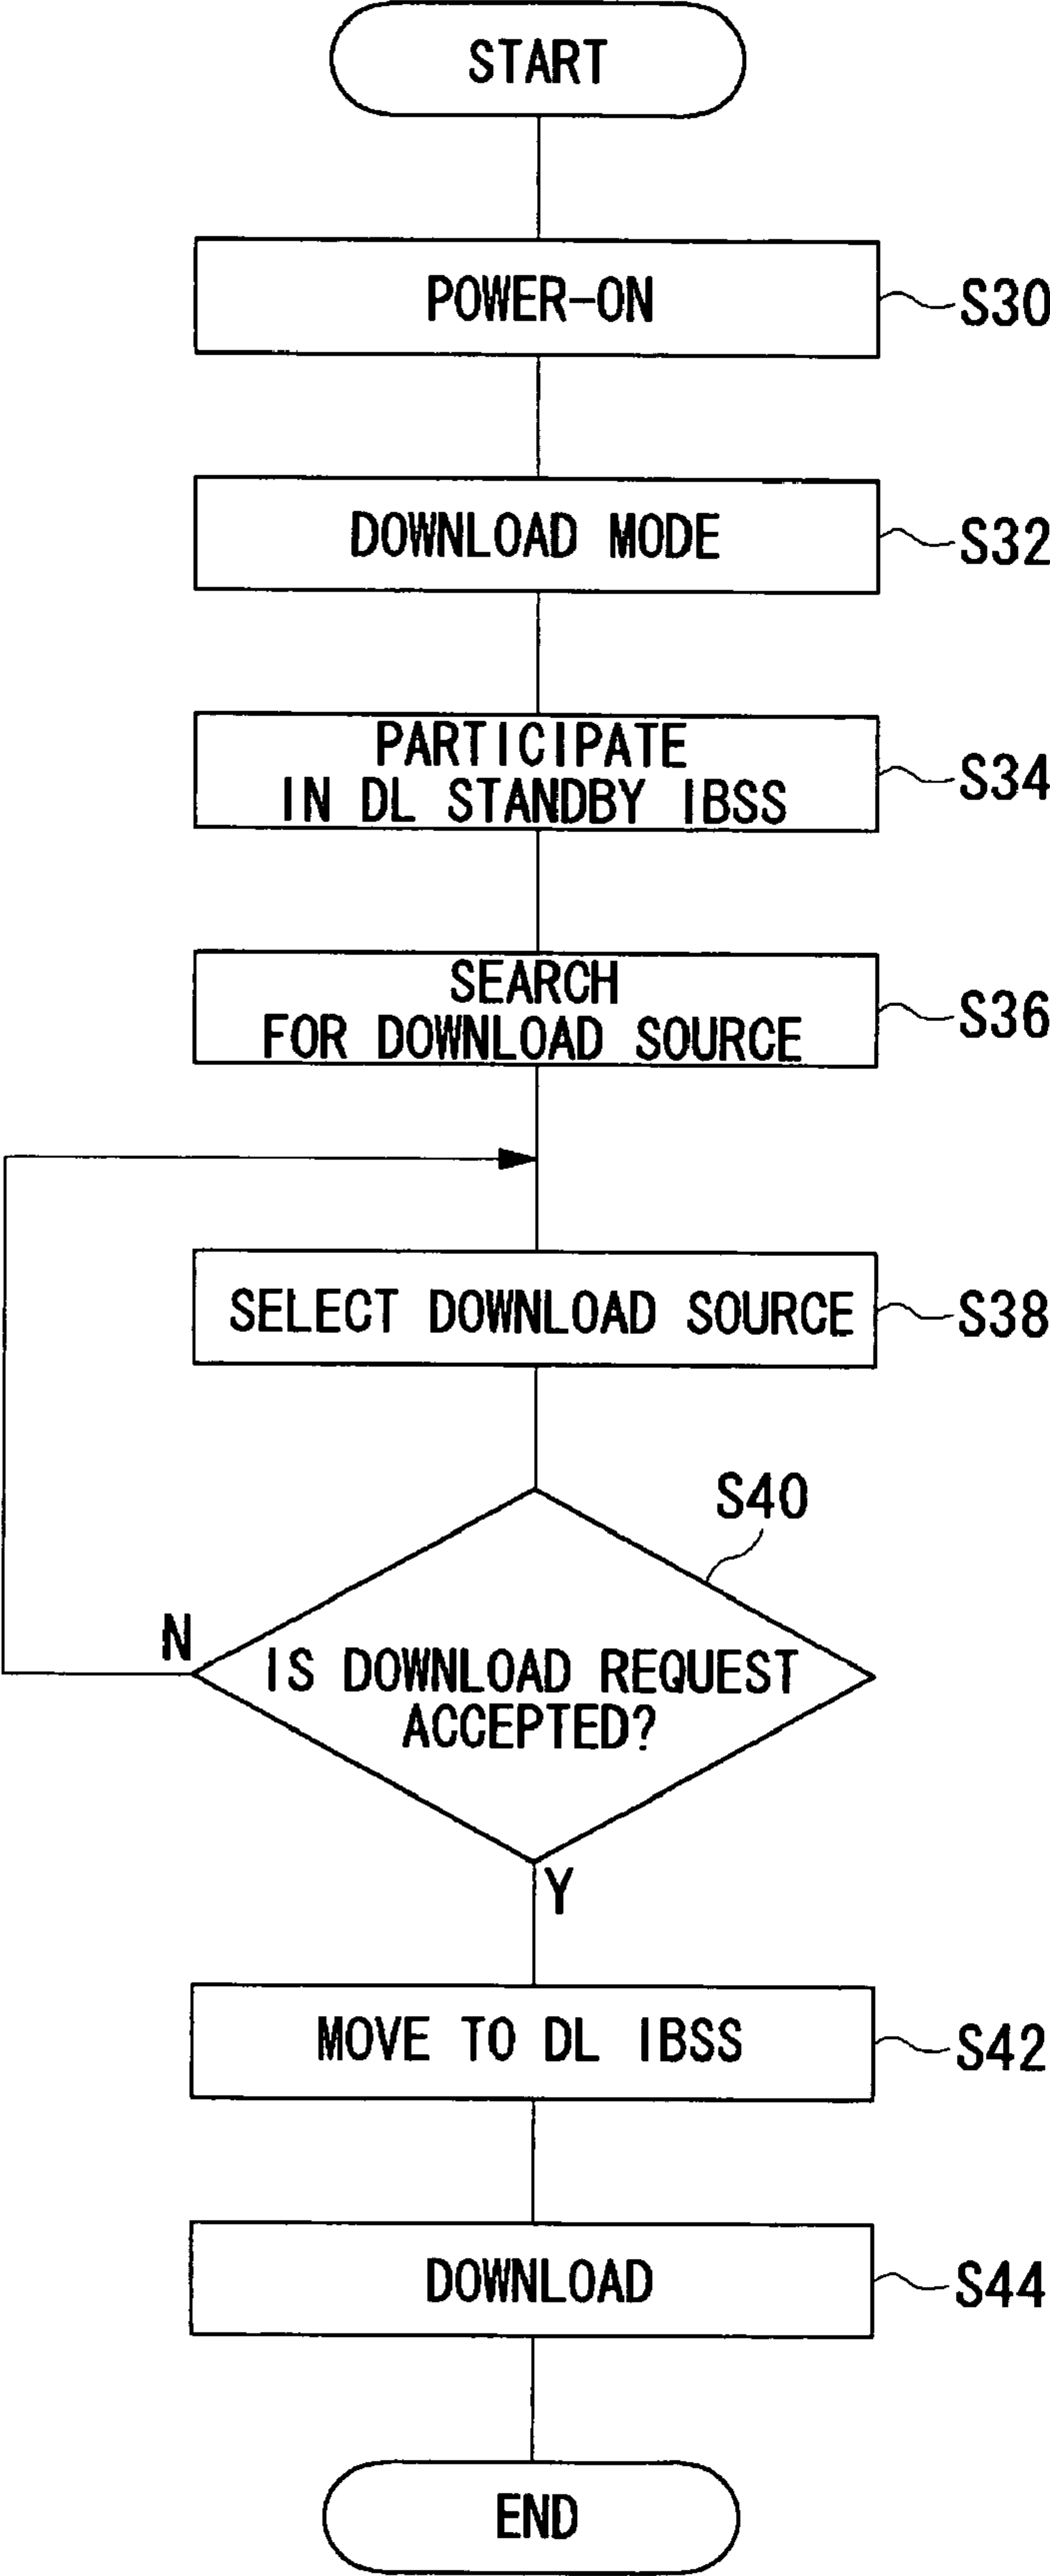 START
POWER-ON
S30
DOWNLOAD MODE
S32
PARTICIPATE
IN DL STANDBY IBSS
S34
SEARCH
FOR DOWNLOAD SOURCE
S36
SELECT DOWNLOAD SOURCE
S38
S40
N
IS DOWNLOAD REQUEST
ACCEPTED?
Y
MOVE TO DL IBSS
S42
DOWNLOAD
S44
END